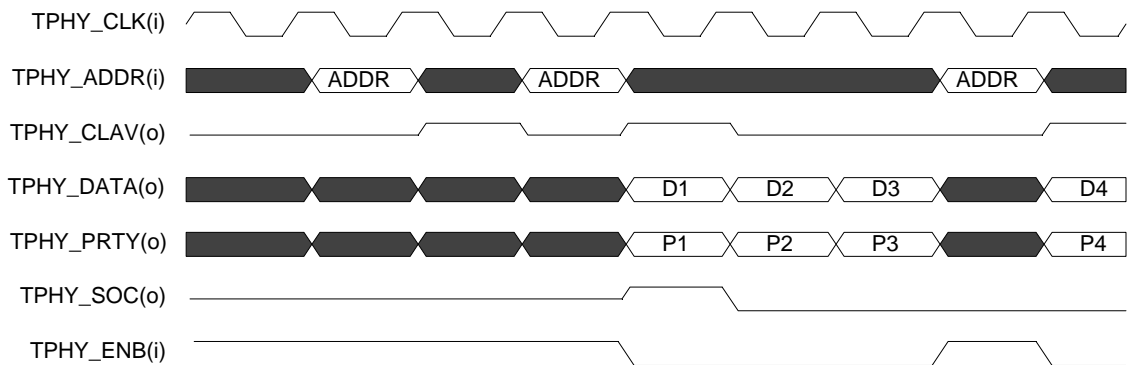 TPHY_CLK(i)
TPHY_ADDR(i) ADDR ADDR ADDR
TPHY_CLAV(o)
TPHY_DATA(o) D1 D2 D3 D4
TPHY_PRTY(o) P1 P2 P3 P4
TPHY_SOC(o)
TPHY_ENB(i)